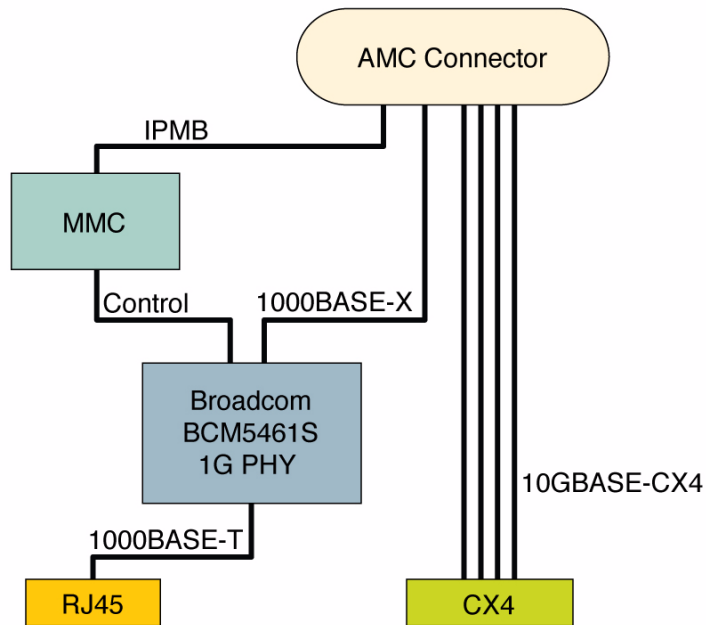 AMC Connector
IPMB
MMC
Control
1000BASE-X
Broadcom
BCM5461S
1G PHY
10GBASE-CX4
1000BASE-T
RJ45
CX4